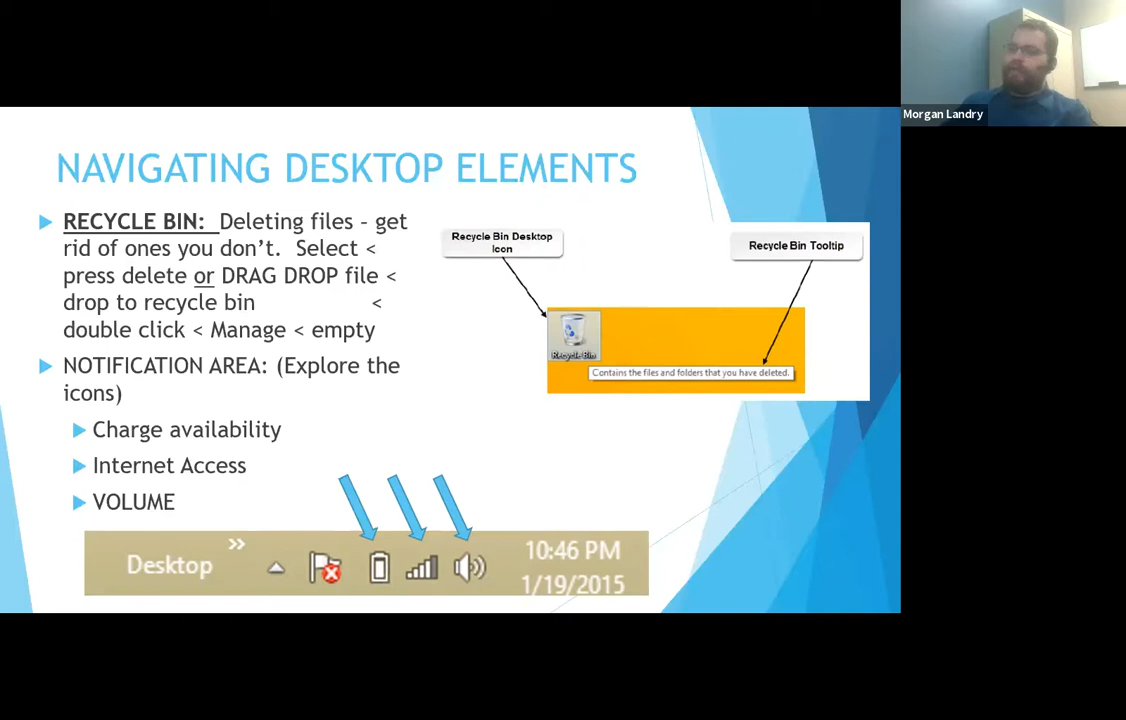 Morgan Landry
NAVIGATING DESKTOP ELEMENTS
RECYCLE BIN: Deleting files - get
rid of ones you don't. Select <
press delete or DRAG DROP file <
drop to recycle bin <
double click < Manage < empty
NOTIFICATION AREA: (Explore the
icons)
Charge availability
Internet Access
VOLUME
Recycle Bin Desktop
Icon
Recycle Bin Tooltip
Recycle Bin
Contains the files and folders that you have deleted.
Desktop
10:46 PM
1/19/2015